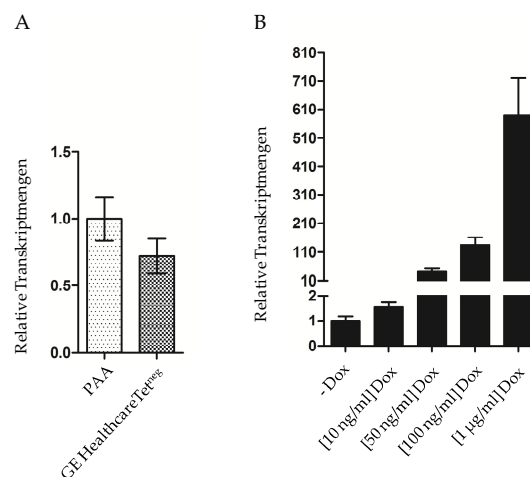 A
Relative Transkriptmengen
1.5
1.0
0.5
0.0
PAA
GE HealthcareTetneg
B
Relative Transkriptmengen
810
710
610
510
410
310
210
110
10
2
1
0
- Dox
[10 ng/ml] Dox
[50 ng/ml] Dox
[100 ng/ml] Dox
[1 µg/ml] Dox